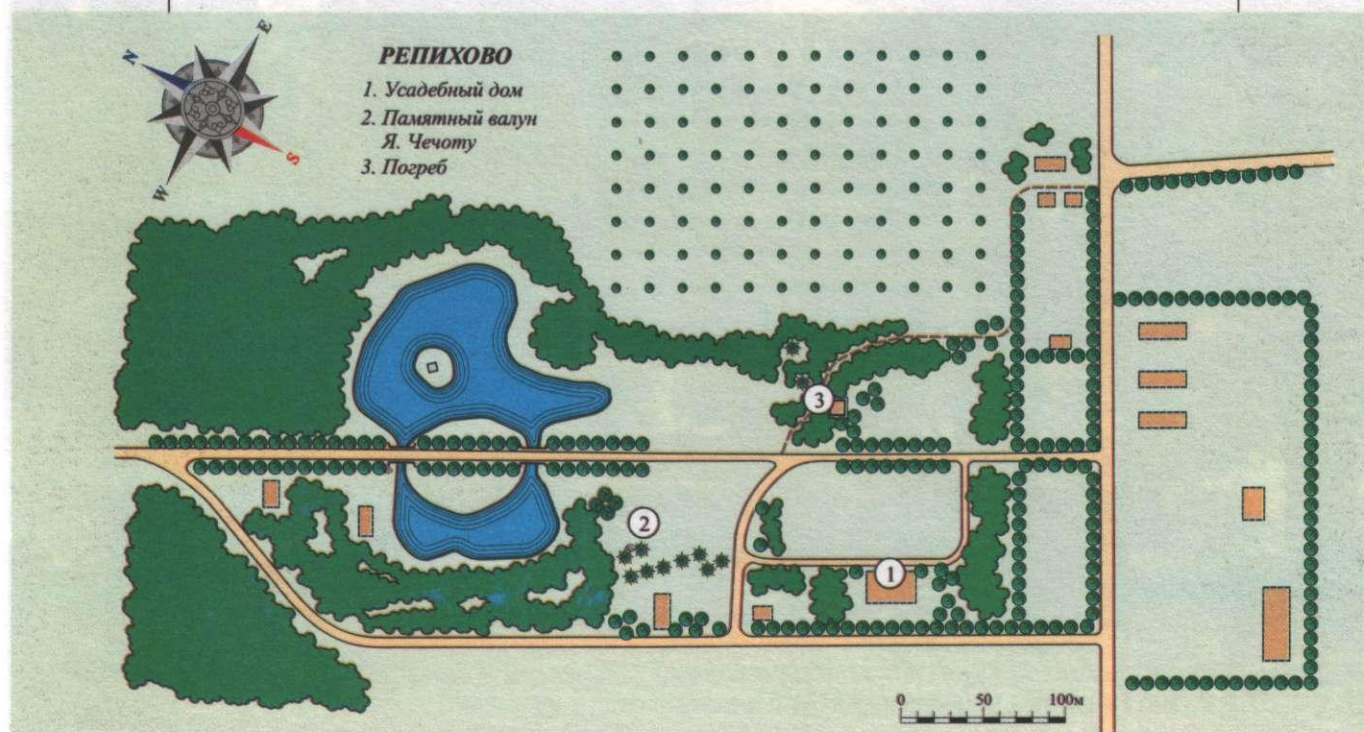 N
E
S
W
РЕПИХОВО
1. Усадебный дом
2. Памятный валун
Я. Чечоту
3. Погреб
3
2
1
0 50 100м